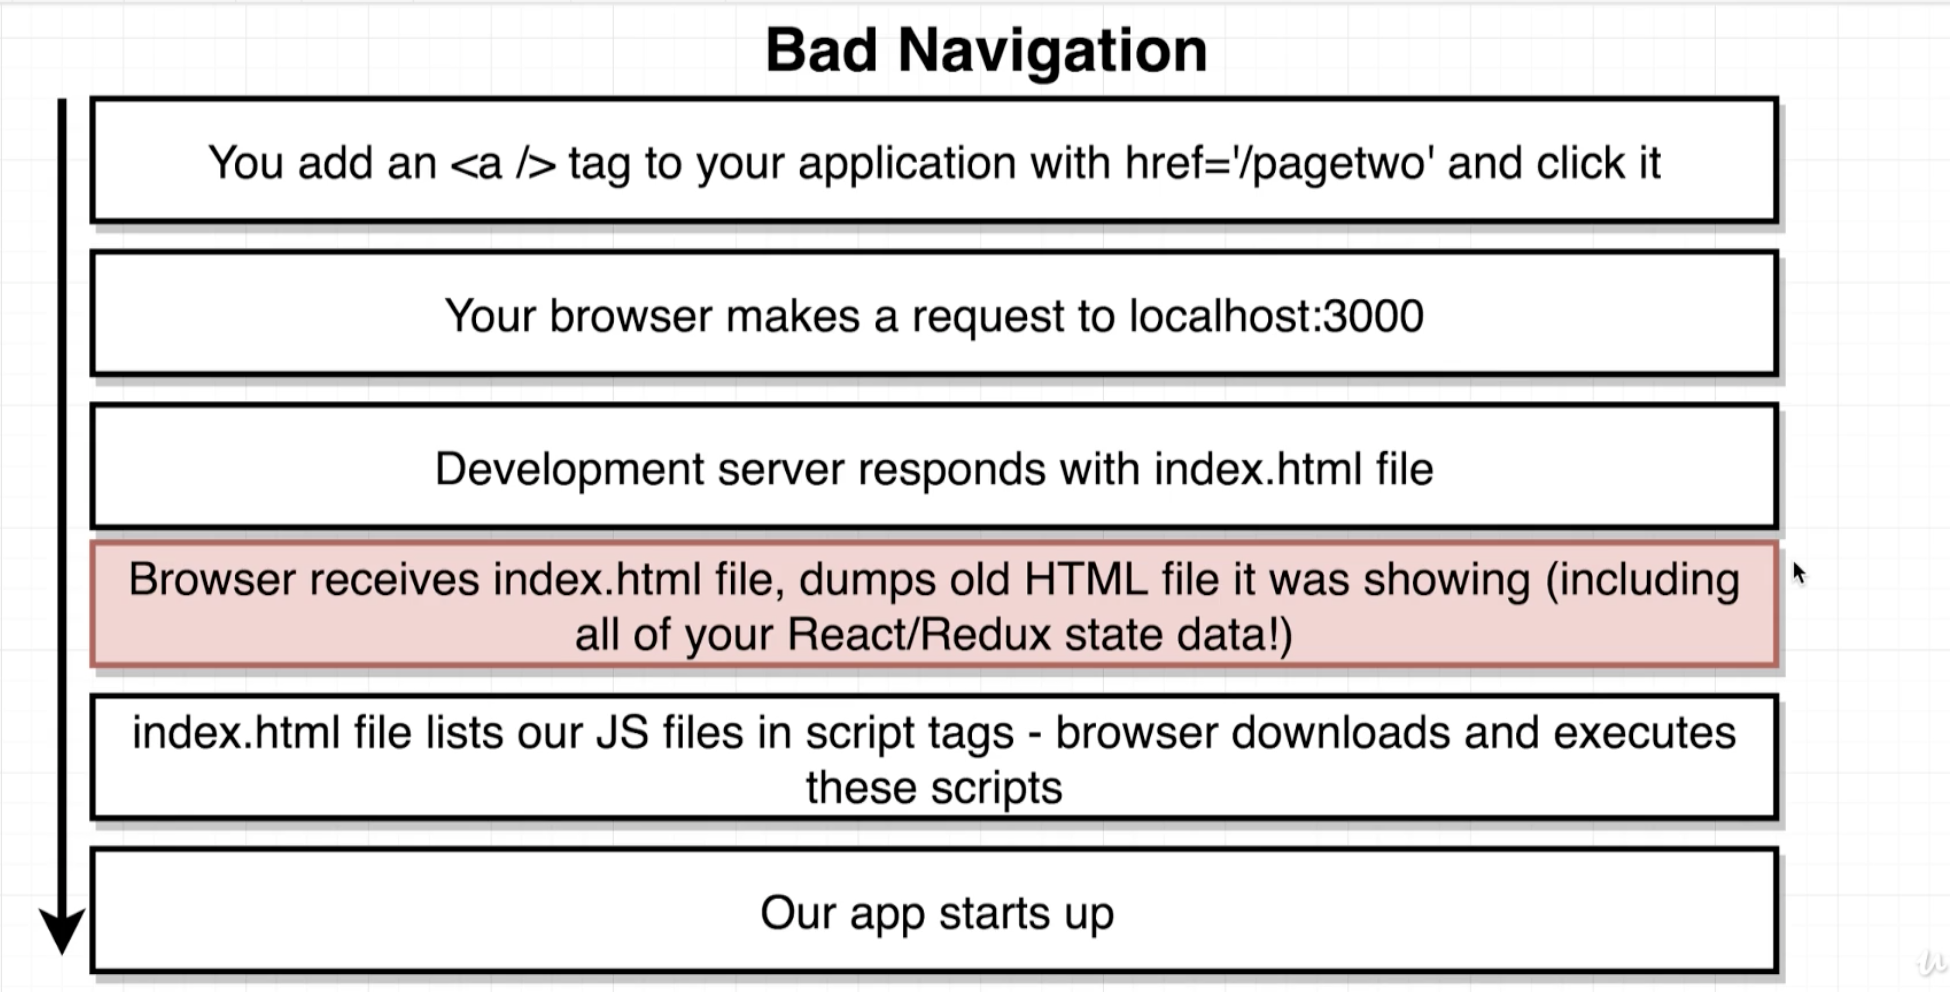 Bad Navigation
You add an <a /> tag to your application with href='/pagetwo' and click it
Your browser makes a request to localhost:3000
Development server responds with index.html file
Browser receives index.html file, dumps old HTML file it was showing (including
all of your React/Redux state data!)
index.html file lists our JS files in script tags - browser downloads and executes
these scripts
Our app starts up